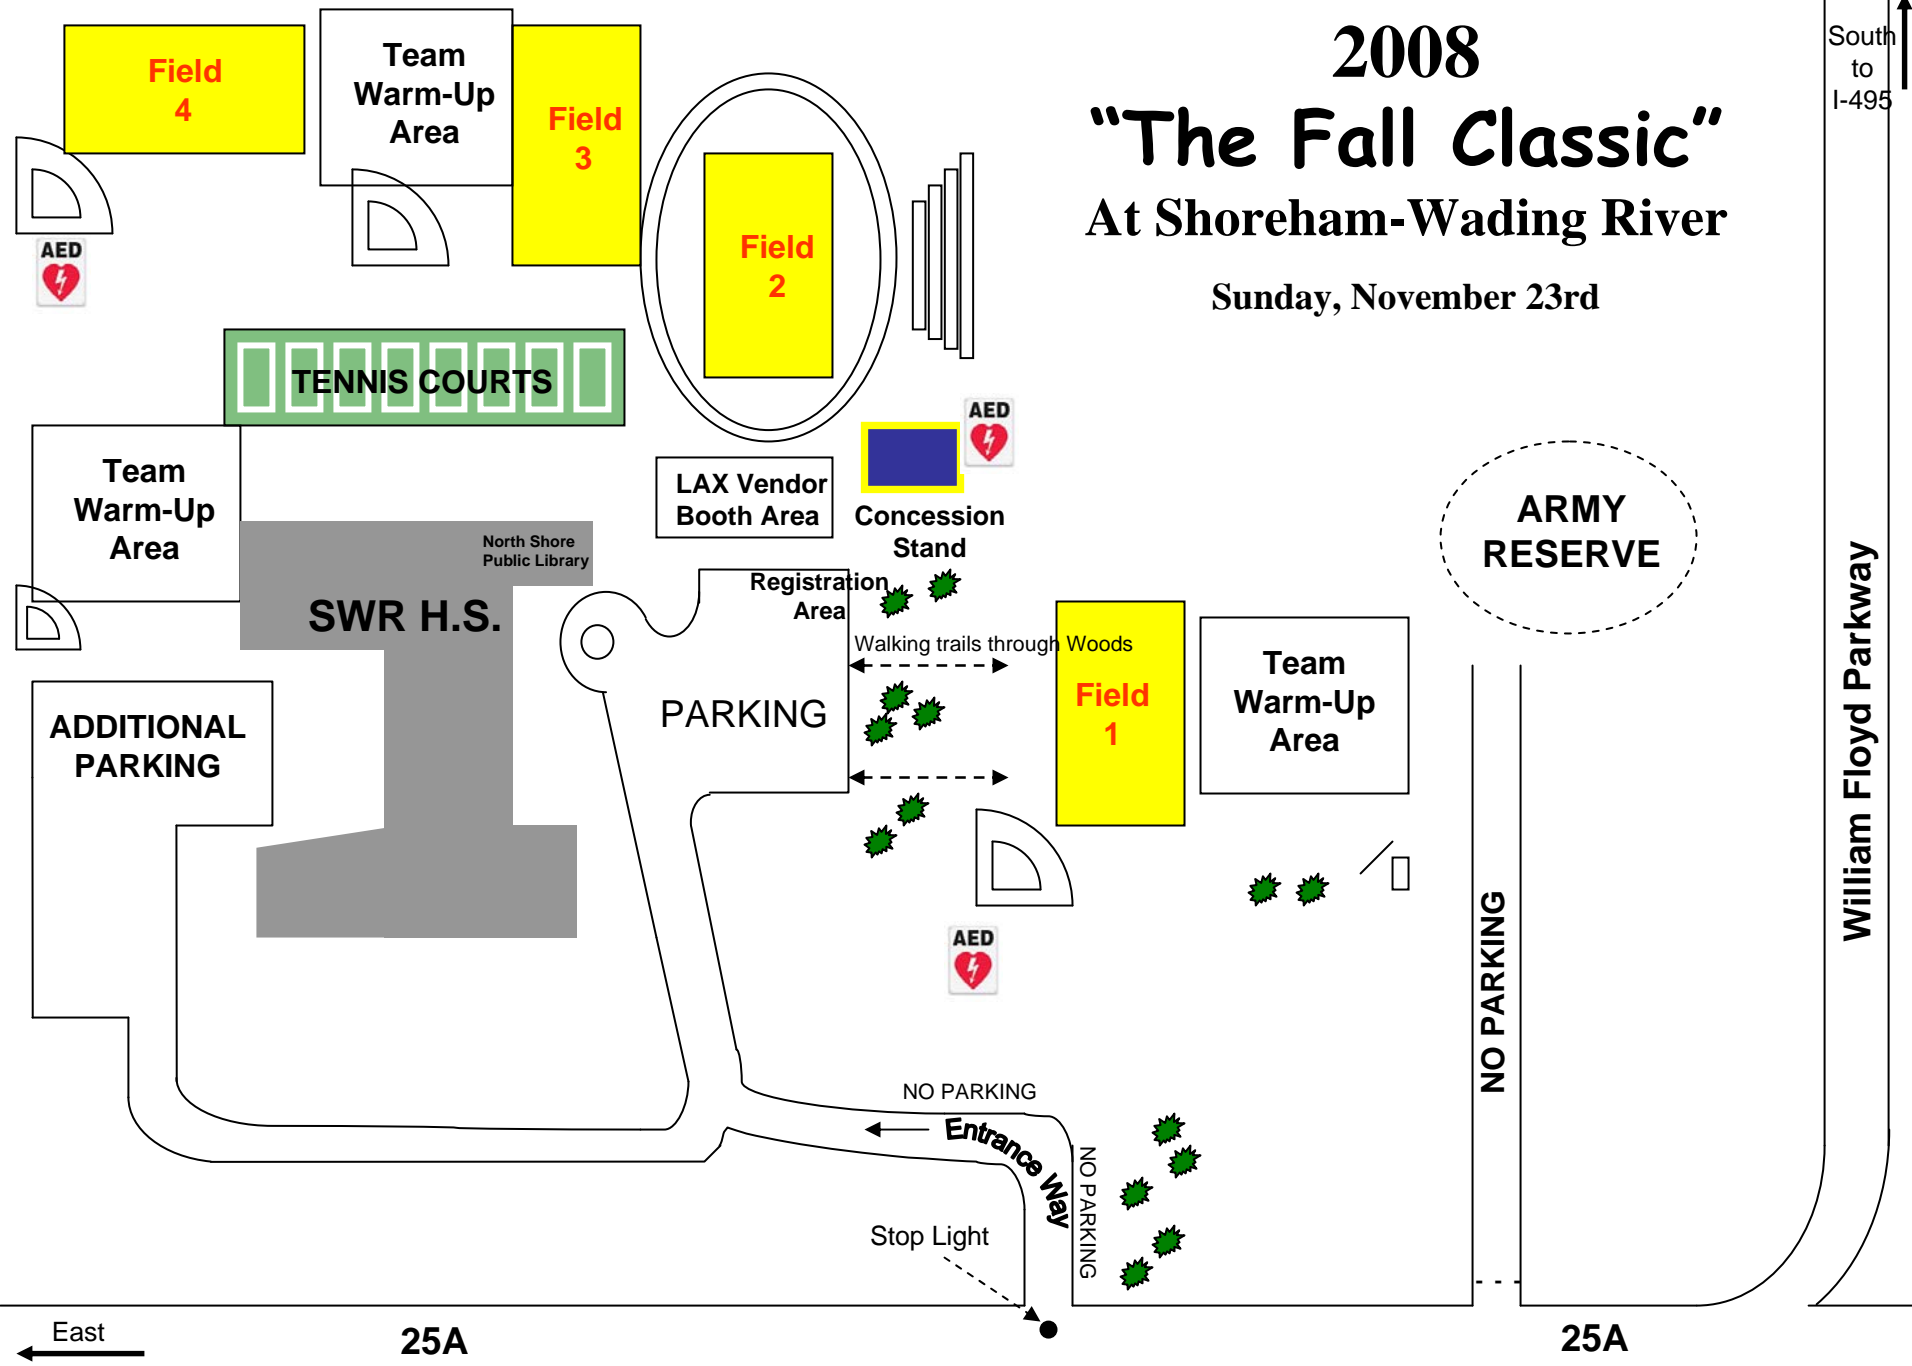 2008
“The Fall Classic”
At Shoreham-Wading River
Sunday, November 23rd
South
to
I-495
Field
4
Team
Warm-Up
Area
Field
3
Field
2
AED
TENNIS COURTS
AED
Team
Warm-Up
Area
LAX Vendor
Booth Area
Concession
Stand
North Shore
Public Library
SWR H.S.
Registration
Area
Walking trails through Woods
ARMY
RESERVE
William Floyd Parkway
ADDITIONAL
PARKING
PARKING
Field
1
Team
Warm-Up
Area
AED
NO PARKING
NO PARKING
Entrance Way
NO PARKING
Stop Light
East
25A
25A